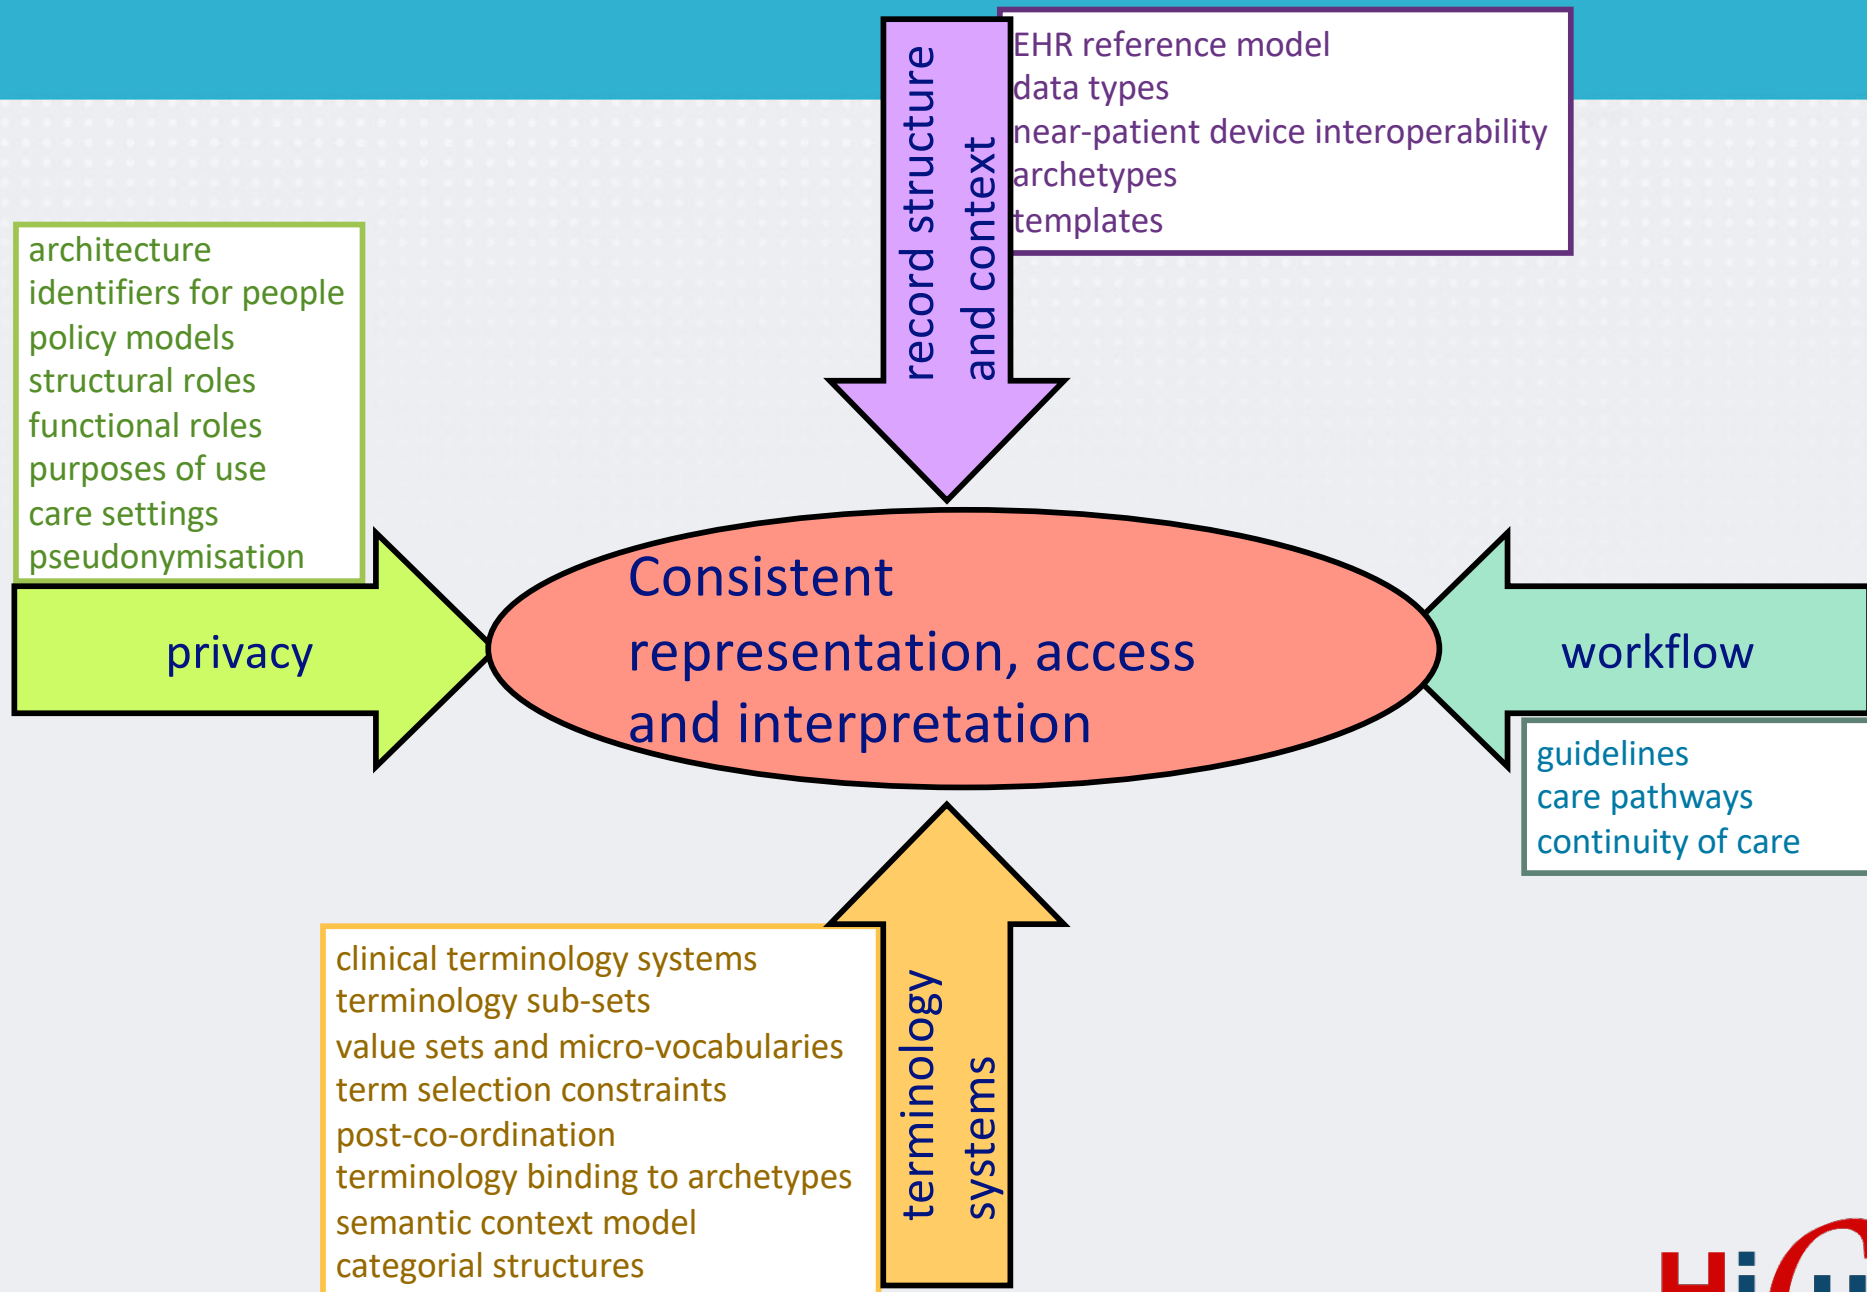 record structure
and context
EHR reference model
data types
near-patient device interoperability
archetypes
templates
architecture
identifiers for people
policy models
structural roles
functional roles
purposes of use
care settings
pseudonymisation
privacy
Consistent
representation, access
and interpretation
workflow
guidelines
care pathways
continuity of care
clinical terminology systems
terminology sub-sets
value sets and micro-vocabularies
term selection constraints
post-co-ordination
terminology binding to archetypes
semantic context model
categorial structures
terminology
systems